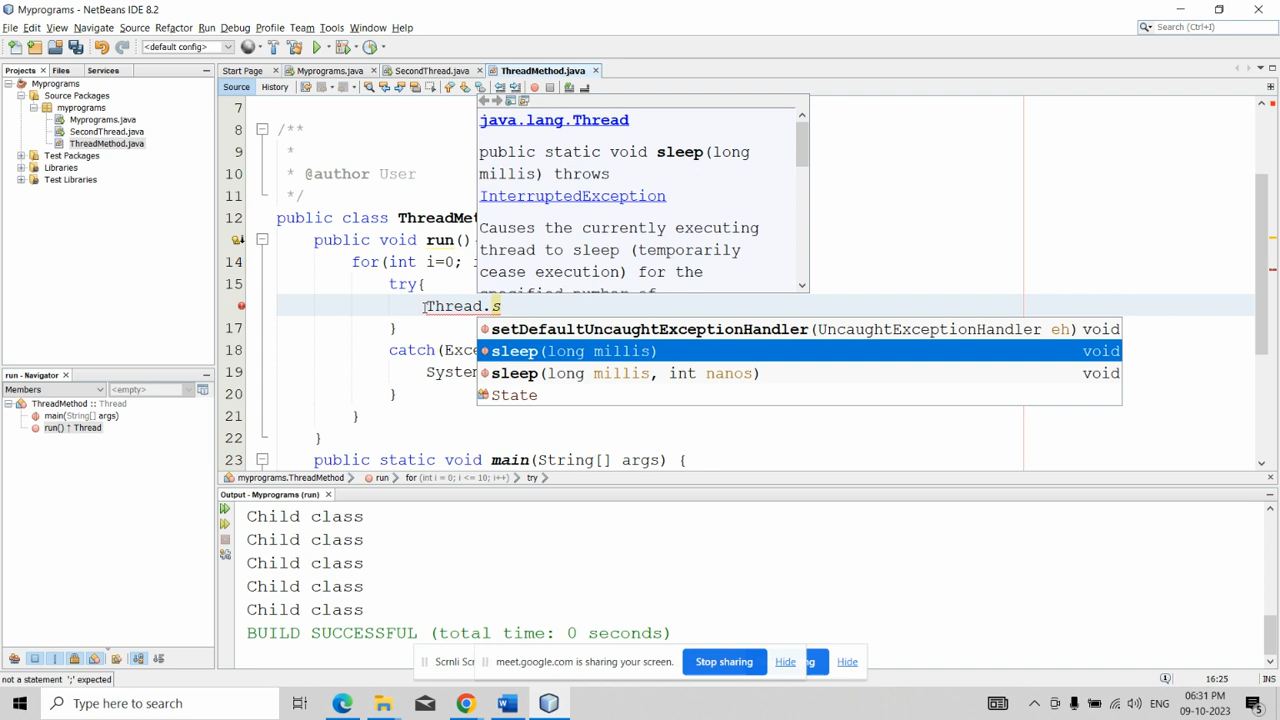 Myprograms - NetBeans IDE 8.2
File Edit View Navigate Source Refactor Run Debug Profile Team Tools Window Help
Search (Ctrl+I)
<default config>
Projects Files Services
Start Page Myprograms.java SecondThread.java ThreadMethod.java
Source History
Myprograms
Source Packages
myprograms
Myprograms.java
SecondThread.java
ThreadMethod.java
Test Packages
Libraries
Test Libraries
7
8 /**
9 *
10 * @author User
11 */
12 public class ThreadMet
public void run()
14 for(int i=0; i
15 try{
Thread.s
17 }
18 catch(Exce
19 System
20 }
21 }
22 }
23 public static void main(String[] args) {
java.lang.Thread
public static void sleep(long
millis) throws
InterruptedException
Causes the currently executing
thread to sleep (temporarily
cease execution) for the
specified number of
setDefaultUncaughtExceptionHandler(UncaughtExceptionHandler eh) void
sleep(long millis) void
sleep(long millis, int nanos) void
State
run - Navigator
Members <empty>
ThreadMethod :: Thread
main(String[] args)
run() ↑ Thread
myprograms.ThreadMethod run for (int i = 0; i <= 10; i++) try
Output - Myprograms (run)
Child class
Child class
Child class
Child class
Child class
BUILD SUCCESSFUL (total time: 0 seconds)
Scrnli Scr meet.google.com is sharing your screen. Stop sharing Hide ng Hide
not a statement ';' expected
1 16:25 INS
Type here to search
ENG
06:31 PM
09-10-2023
5